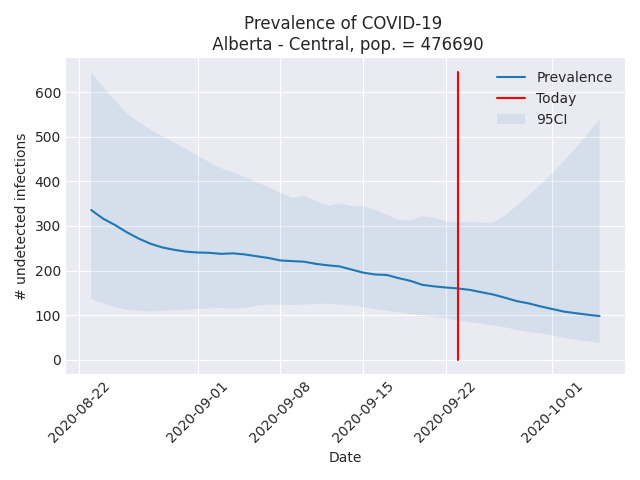 Prevalence of COVID-19
Alberta - Central, pop. = 476690
Prevalence
Today
95CI
# undetected infections
600
500
400
300
200
100
0
2020-08-22
2020-09-01
2020-09-08
2020-09-15
2020-09-22
2020-10-01
Date